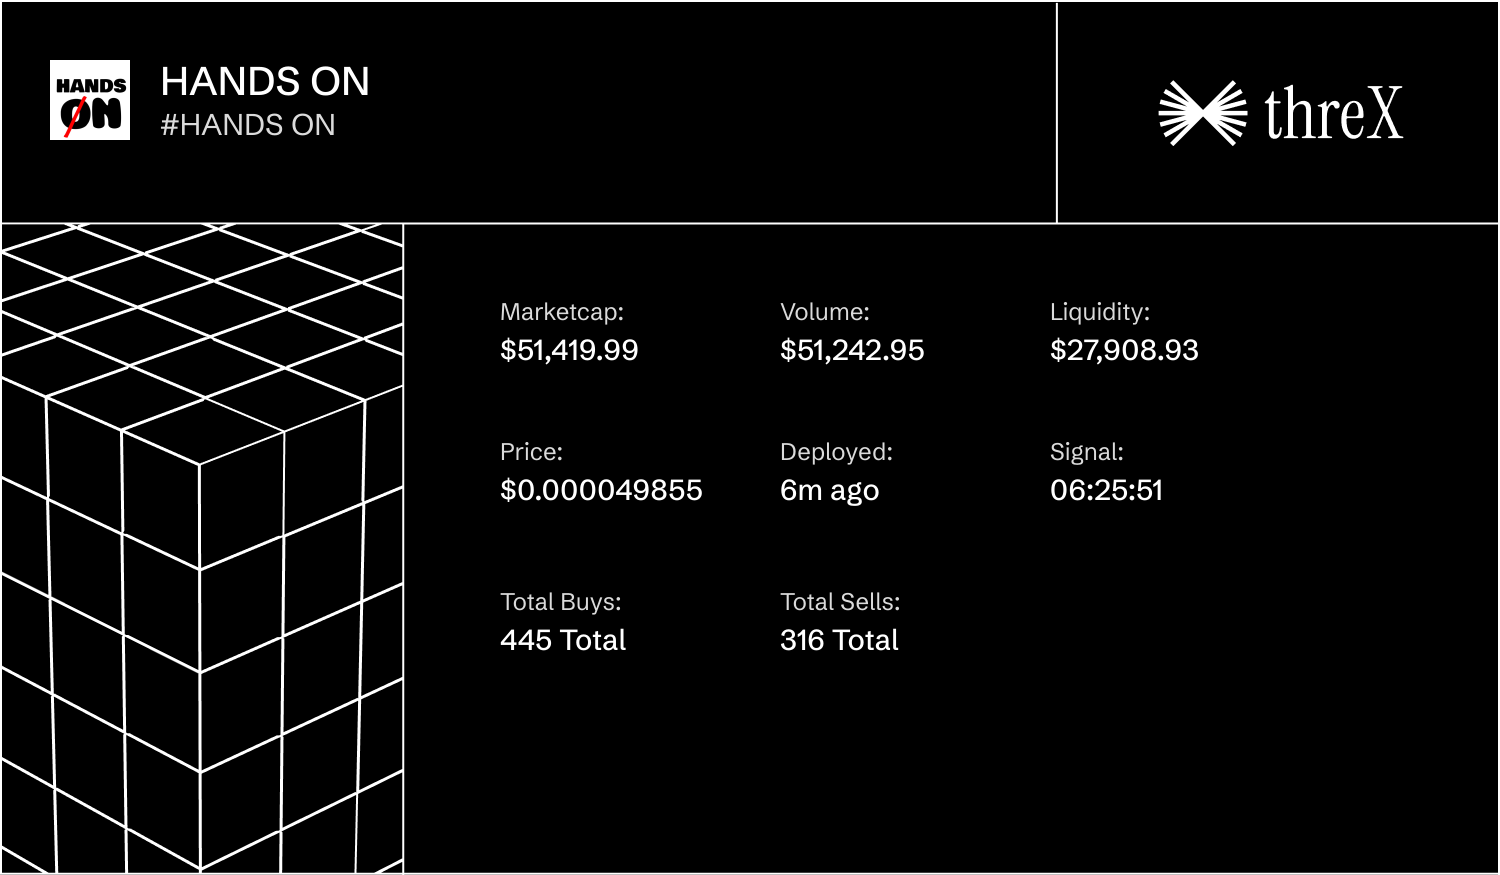 HANDS
ON
HANDS ON
#HANDS ON
threX
Marketcap:
$51,419.99
Volume:
$51,242.95
Liquidity:
$27,908.93
Price:
$0.000049855
Deployed:
6m ago
Signal:
06:25:51
Total Buys:
445 Total
Total Sells:
316 Total